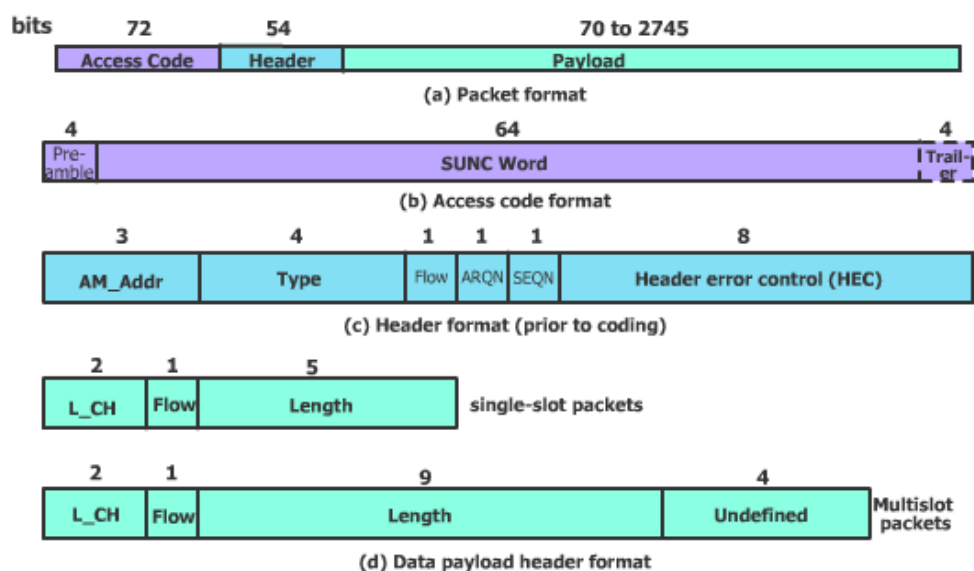 bits
72 54 70 to 2745
Access Code Header Payload
(a) Packet format
4 64 4
Pre-
amble SUNC Word Trail-
er
(b) Access code format
3 4 1 1 1 8
AM_Addr Type Flow ARQN SEQN Header error control (HEC)
(c) Header format (prior to coding)
2 1 5
L_CH Flow Length single-slot packets
2 1 9 4
L_CH Flow Length Undefined Multislot
packets
(d) Data payload header format